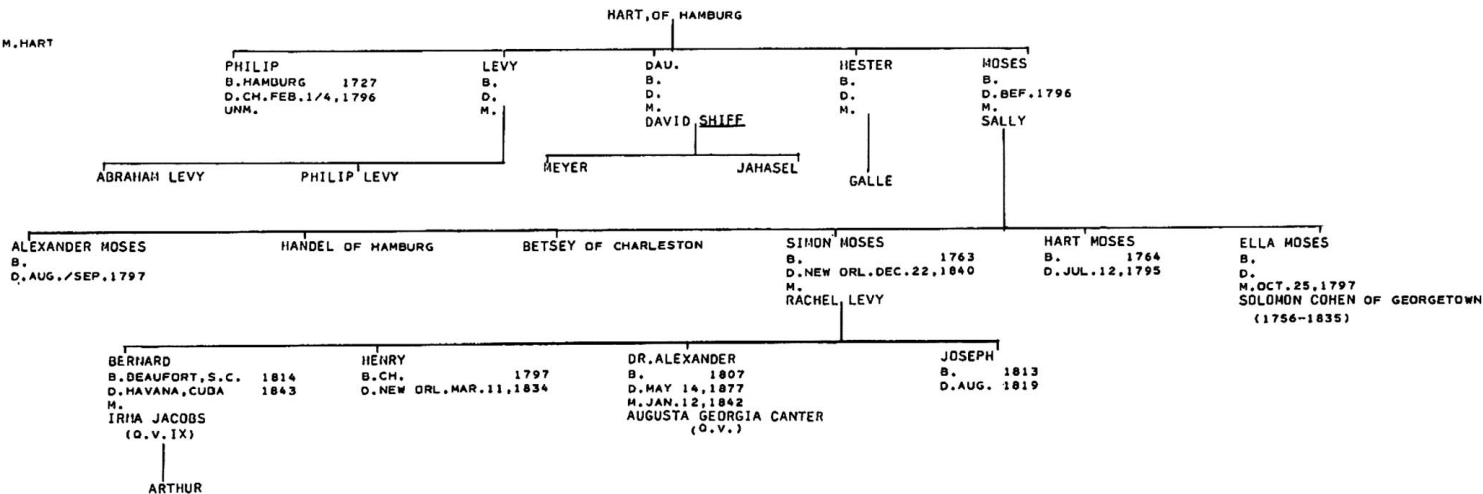 HART, OF HAMBURG
M.HART
PHILIP
B.HAMBURG 1727
D.CH.FEB.1/4,1796
UNM.
LEVY
B.
D.
M.
DAU.
B.
D.
M.
DAVID SHIFF
HESTER
B.
D.
M.
MOSES
B.
D.BEF.1796
M.
SALLY
ABRAHAM LEVY
PHILIP LEVY
MEYER
JAHASEL
GALLE
ALEXANDER MOSES
B.
D.AUG./SEP.1797
HANDEL OF HAMBURG
BETSEY OF CHARLESTON
SIMON MOSES
B. 1763
D.NEW ORL.DEC.22,1840
M.
RACHEL LEVY
HART MOSES
B. 1764
D.JUL.12,1795
ELLA MOSES
B.
D.
M.OCT.25,1797
SOLOMON COHEN OF GEORGETOWN
(1756-1835)
BERNARD
B.BEAUFORT,S.C. 1814
D.HAVANA,CUBA 1843
M.
IRMA JACOBS
(Q.V.IX)
HENRY
B.CH. 1797
D.NEW ORL.MAR.11,1834
DR.ALEXANDER
B. 1807
D.MAY 14,1877
M.JAN.12,1842
AUGUSTA GEORGIA CANTER
(Q.V.)
JOSEPH
B. 1813
D.AUG. 1819
ARTHUR